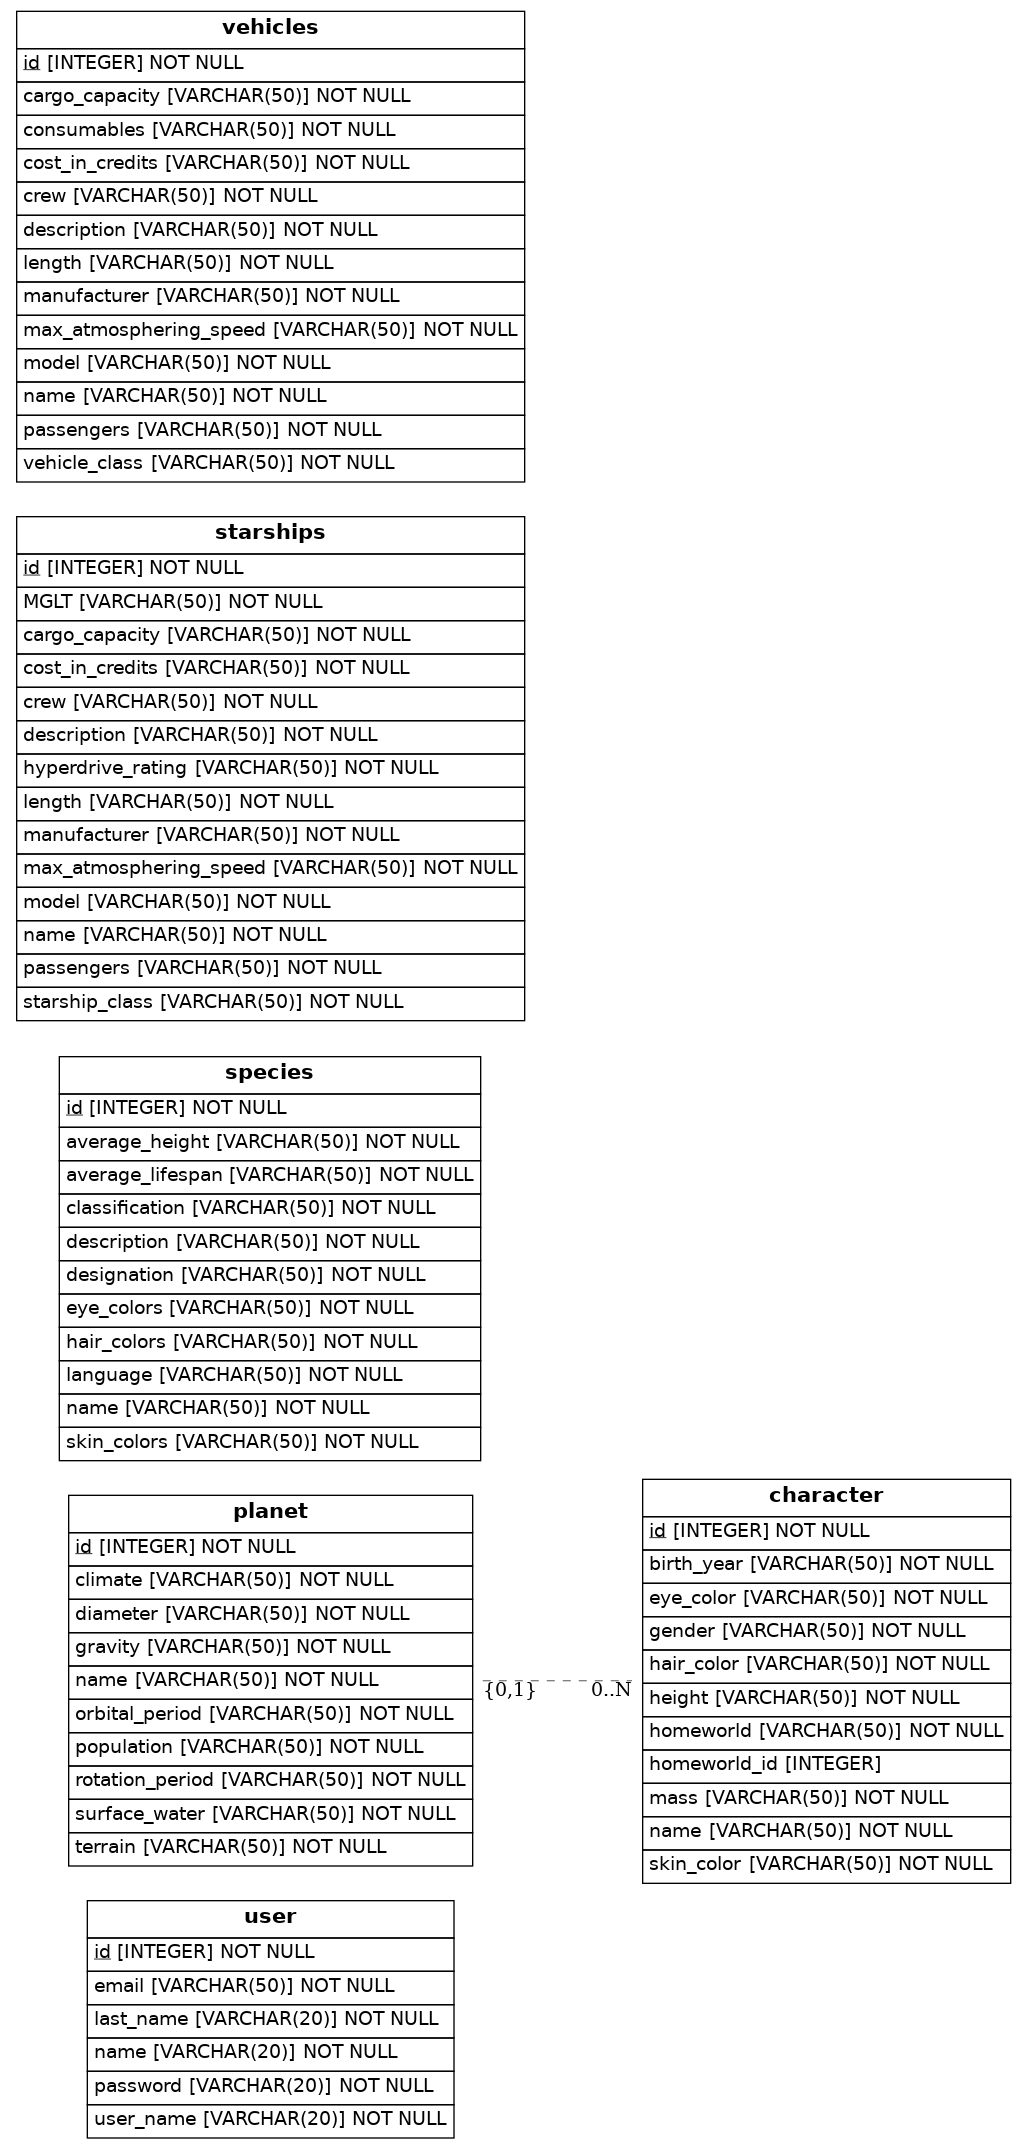 vehicles
id [INTEGER] NOT NULL
cargo_capacity [VARCHAR(50)] NOT NULL
consumables [VARCHAR(50)] NOT NULL
cost_in_credits [VARCHAR(50)] NOT NULL
crew [VARCHAR(50)] NOT NULL
description [VARCHAR(50)] NOT NULL
length [VARCHAR(50)] NOT NULL
manufacturer [VARCHAR(50)] NOT NULL
max_atmosphering_speed [VARCHAR(50)] NOT NULL
model [VARCHAR(50)] NOT NULL
name [VARCHAR(50)] NOT NULL
passengers [VARCHAR(50)] NOT NULL
vehicle_class [VARCHAR(50)] NOT NULL
starships
id [INTEGER] NOT NULL
MGLT [VARCHAR(50)] NOT NULL
cargo_capacity [VARCHAR(50)] NOT NULL
cost_in_credits [VARCHAR(50)] NOT NULL
crew [VARCHAR(50)] NOT NULL
description [VARCHAR(50)] NOT NULL
hyperdrive_rating [VARCHAR(50)] NOT NULL
length [VARCHAR(50)] NOT NULL
manufacturer [VARCHAR(50)] NOT NULL
max_atmosphering_speed [VARCHAR(50)] NOT NULL
model [VARCHAR(50)] NOT NULL
name [VARCHAR(50)] NOT NULL
passengers [VARCHAR(50)] NOT NULL
starship_class [VARCHAR(50)] NOT NULL
species
id [INTEGER] NOT NULL
average_height [VARCHAR(50)] NOT NULL
average_lifespan [VARCHAR(50)] NOT NULL
classification [VARCHAR(50)] NOT NULL
description [VARCHAR(50)] NOT NULL
designation [VARCHAR(50)] NOT NULL
eye_colors [VARCHAR(50)] NOT NULL
hair_colors [VARCHAR(50)] NOT NULL
language [VARCHAR(50)] NOT NULL
name [VARCHAR(50)] NOT NULL
skin_colors [VARCHAR(50)] NOT NULL
planet
id [INTEGER] NOT NULL
climate [VARCHAR(50)] NOT NULL
diameter [VARCHAR(50)] NOT NULL
gravity [VARCHAR(50)] NOT NULL
name [VARCHAR(50)] NOT NULL
orbital_period [VARCHAR(50)] NOT NULL
population [VARCHAR(50)] NOT NULL
rotation_period [VARCHAR(50)] NOT NULL
surface_water [VARCHAR(50)] NOT NULL
terrain [VARCHAR(50)] NOT NULL
{0,1}
0..N
character
id [INTEGER] NOT NULL
birth_year [VARCHAR(50)] NOT NULL
eye_color [VARCHAR(50)] NOT NULL
gender [VARCHAR(50)] NOT NULL
hair_color [VARCHAR(50)] NOT NULL
height [VARCHAR(50)] NOT NULL
homeworld [VARCHAR(50)] NOT NULL
homeworld_id [INTEGER]
mass [VARCHAR(50)] NOT NULL
name [VARCHAR(50)] NOT NULL
skin_color [VARCHAR(50)] NOT NULL
user
id [INTEGER] NOT NULL
email [VARCHAR(50)] NOT NULL
last_name [VARCHAR(20)] NOT NULL
name [VARCHAR(20)] NOT NULL
password [VARCHAR(20)] NOT NULL
user_name [VARCHAR(20)] NOT NULL